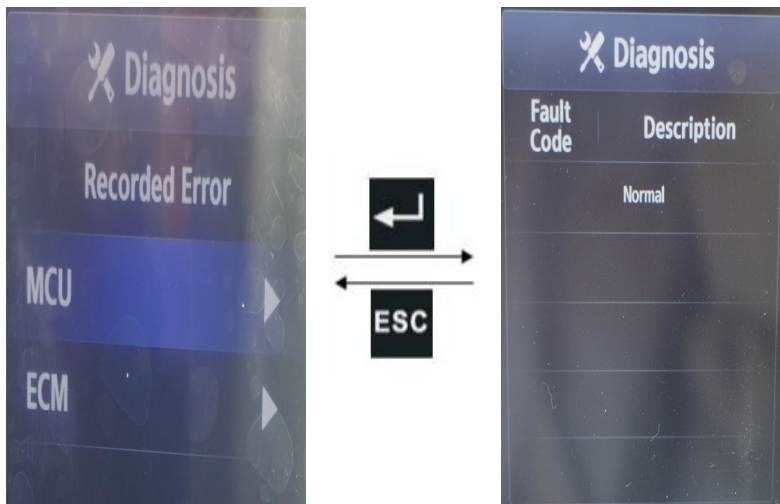 Diagnosis
Recorded Error
MCU
ECM
ESC
Diagnosis
Fault
Code
Description
Normal